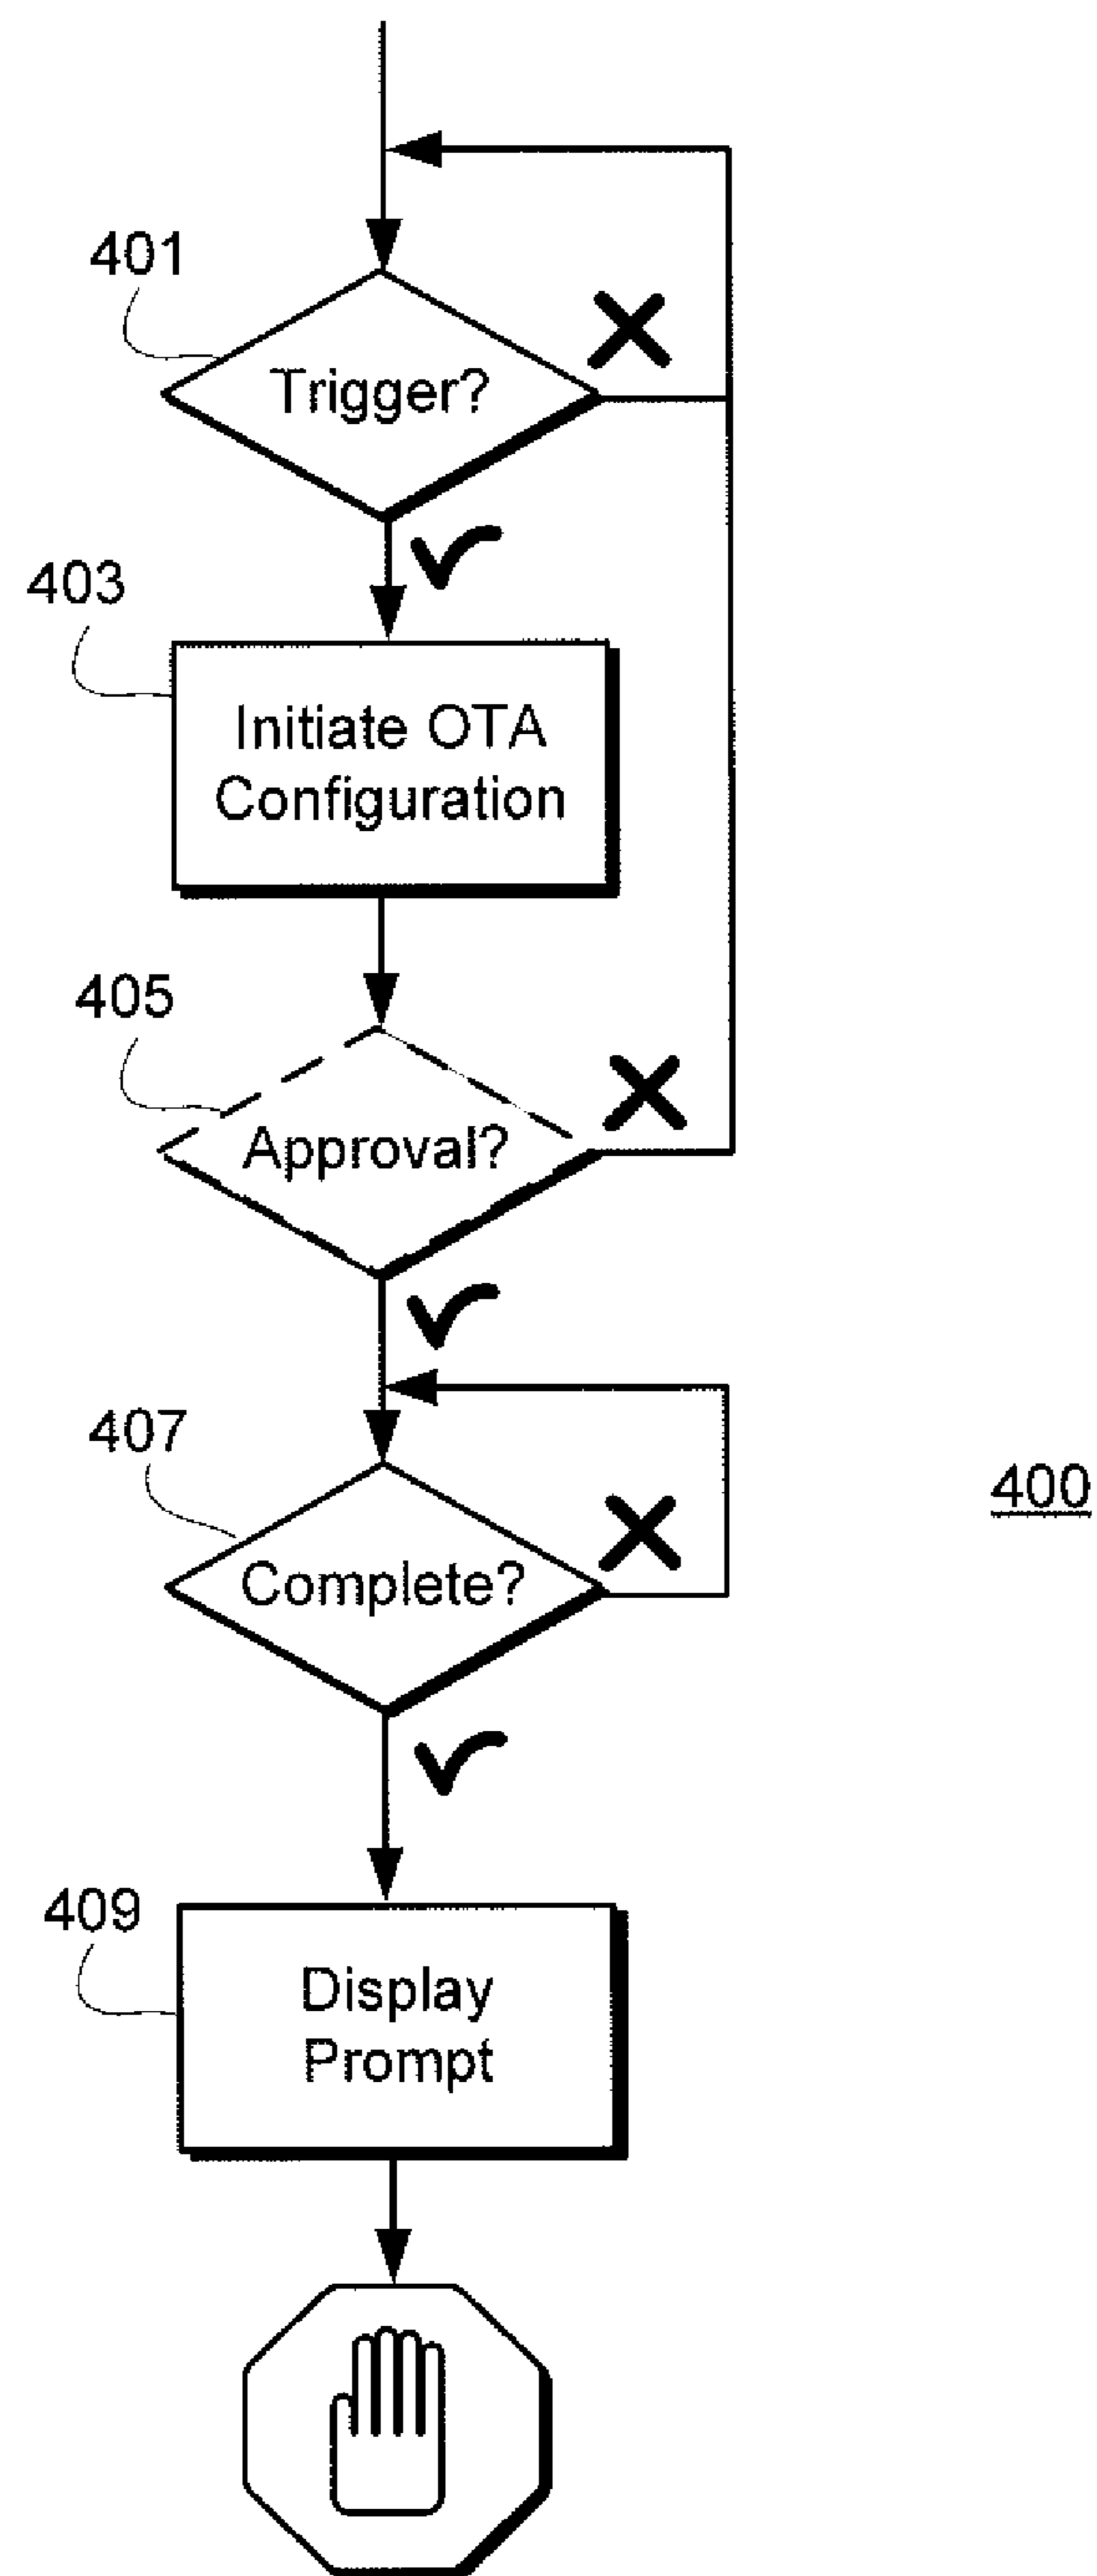 401
Trigger?
403
Initiate OTA
Configuration
405
Approval?
407
Complete?
400
409
Display
Prompt